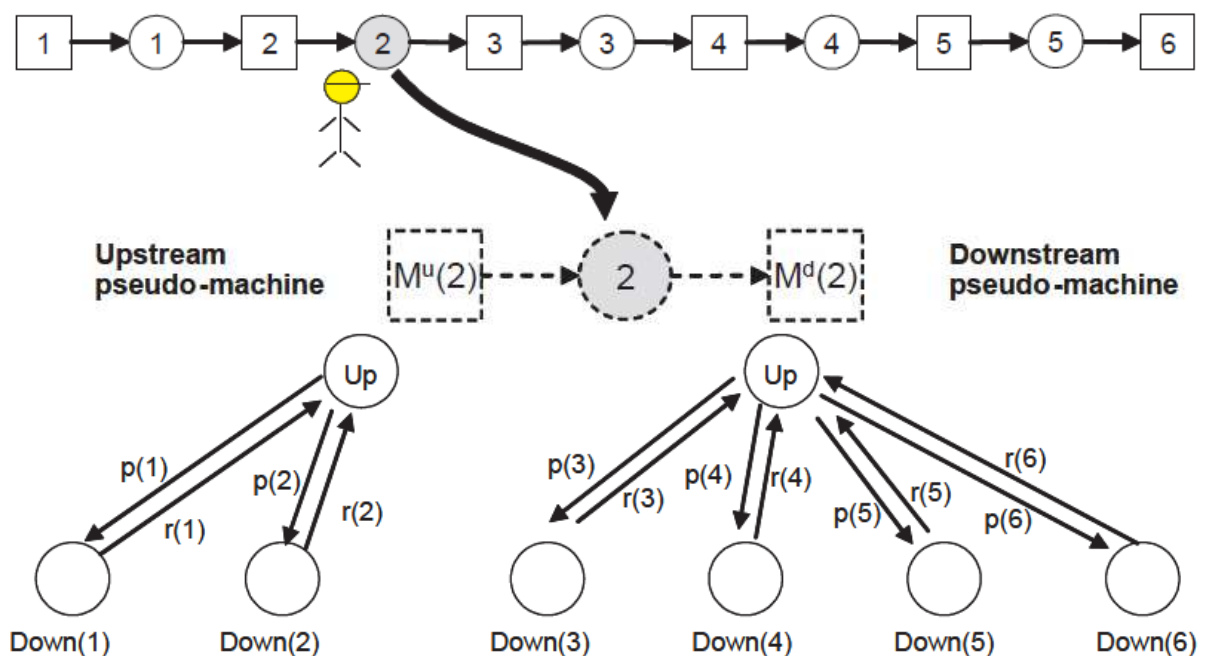 1 1 2 2 3 3 4 4 5 5 6
Upstream
pseudo-machine
Mᵘ(2)
2
Mᵈ(2)
Downstream
pseudo-machine
Up
Up
p(1)
r(1)
p(2)
r(2)
p(3)
r(3)
p(4)
r(4)
p(5)
r(5)
p(6)
r(6)
Down(1) Down(2) Down(3) Down(4) Down(5) Down(6)